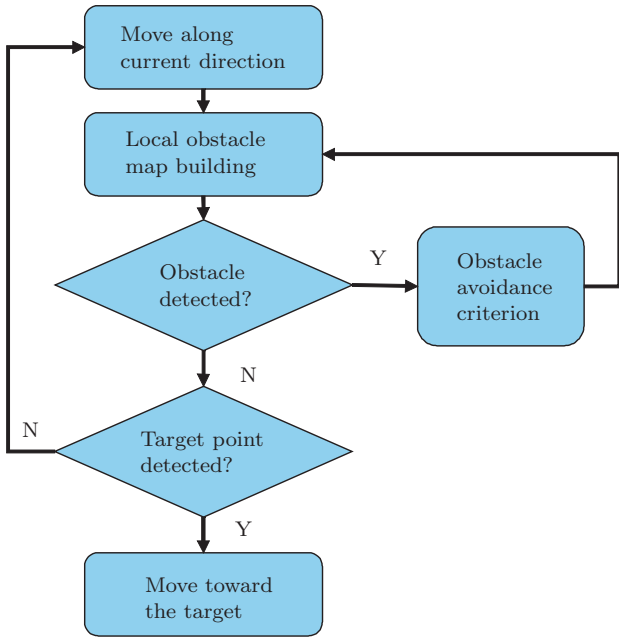 Move along
current direction
Local obstacle
map building
Obstacle
detected?
Y
Obstacle
avoidance
criterion
N
Target point
detected?
N
Y
Move toward
the target